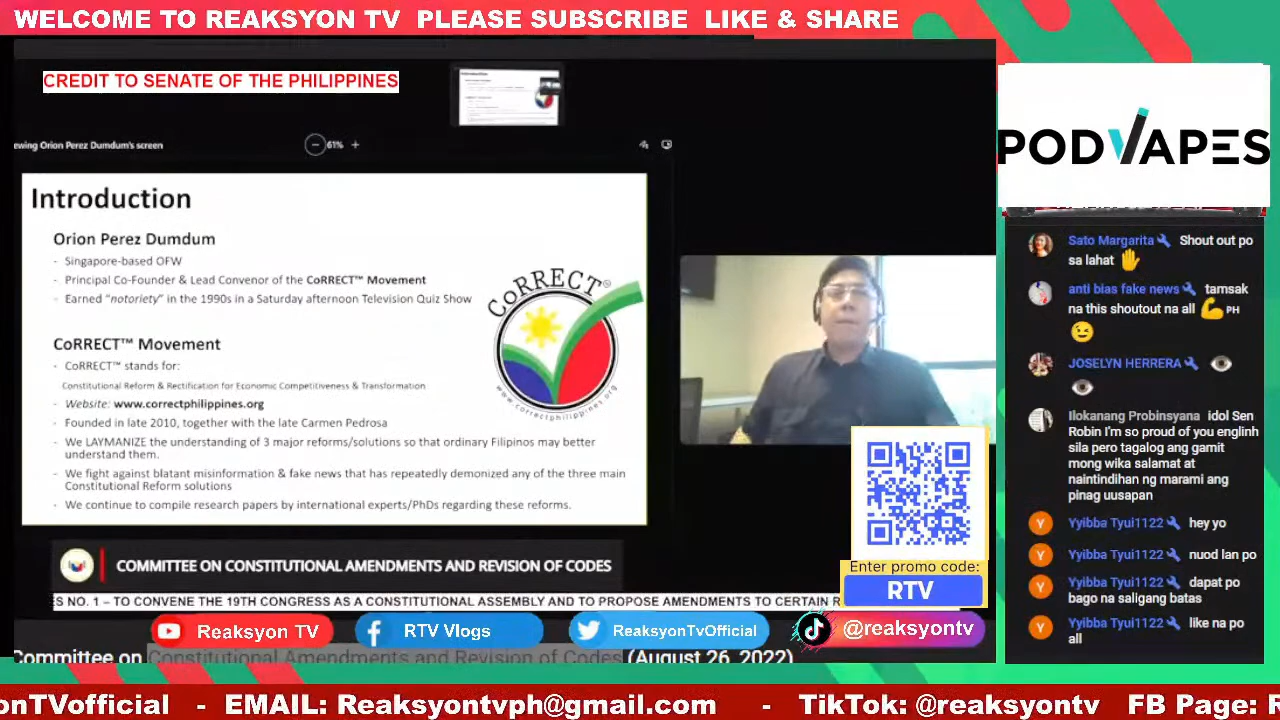 WELCOME TO REAKSYON TV PLEASE SUBSCRIBE LIKE & SHARE
CREDIT TO SENATE OF THE PHILIPPINES
ewing Orion Perez Dumdum's screen
61%
Introduction
Orion Perez Dumdum
- Singapore-based OFW
- Principal Co-Founder & Lead Convenor of the CoRRECT™ Movement
- Earned "notoriety" in the 1990s in a Saturday afternoon Television Quiz Show
CoRRECT™ Movement
- CoRRECT™ stands for:
Constitutional Reform & Rectification for Economic Competitiveness & Transformation
- Website: www.correctphilippines.org
- Founded in late 2010, together with the late Carmen Pedrosa
- We LAYMANIZE the understanding of 3 major reforms/solutions so that ordinary Filipinos may better
understand them.
- We fight against blatant misinformation & fake news that has repeatedly demonized any of the three main
Constitutional Reform solutions
- We continue to compile research papers by international experts/PhDs regarding these reforms.
CoRRECT®
www.correctphilippines.org
COMMITTEE ON CONSTITUTIONAL AMENDMENTS AND REVISION OF CODES
ES NO. 1 – TO CONVENE THE 19TH CONGRESS AS A CONSTITUTIONAL ASSEMBLY AND TO PROPOSE AMENDMENTS TO CERTAIN R
Enter promo code:
RTV
Reaksyon TV
RTV Vlogs
ReaksyonTvOfficial
@reaksyontv
Committee on Constitutional Amendments and Revision of Codes (August 26, 2022)
PODVAPES
Sato Margarita Shout out po
sa lahat ✋
anti bias fake news tamsak
na this shoutout na all 💪 PH
😉
JOSELYN HERRERA 👁
👁
Ilokanang Probinsyana idol Sen
Robin I'm so proud of you englinh
sila pero tagalog ang gamit
mong wika salamat at
naintindihan ng marami ang
pinag uusapan
Y Yyibba Tyui1122 hey yo
Y Yyibba Tyui1122 nuod lan po
Y Yyibba Tyui1122 dapat po
bago na saligang batas
Y Yyibba Tyui1122 like na po
all
onTVofficial - EMAIL: Reaksyontvph@gmail.com - TikTok: @reaksyontv FB Page: R